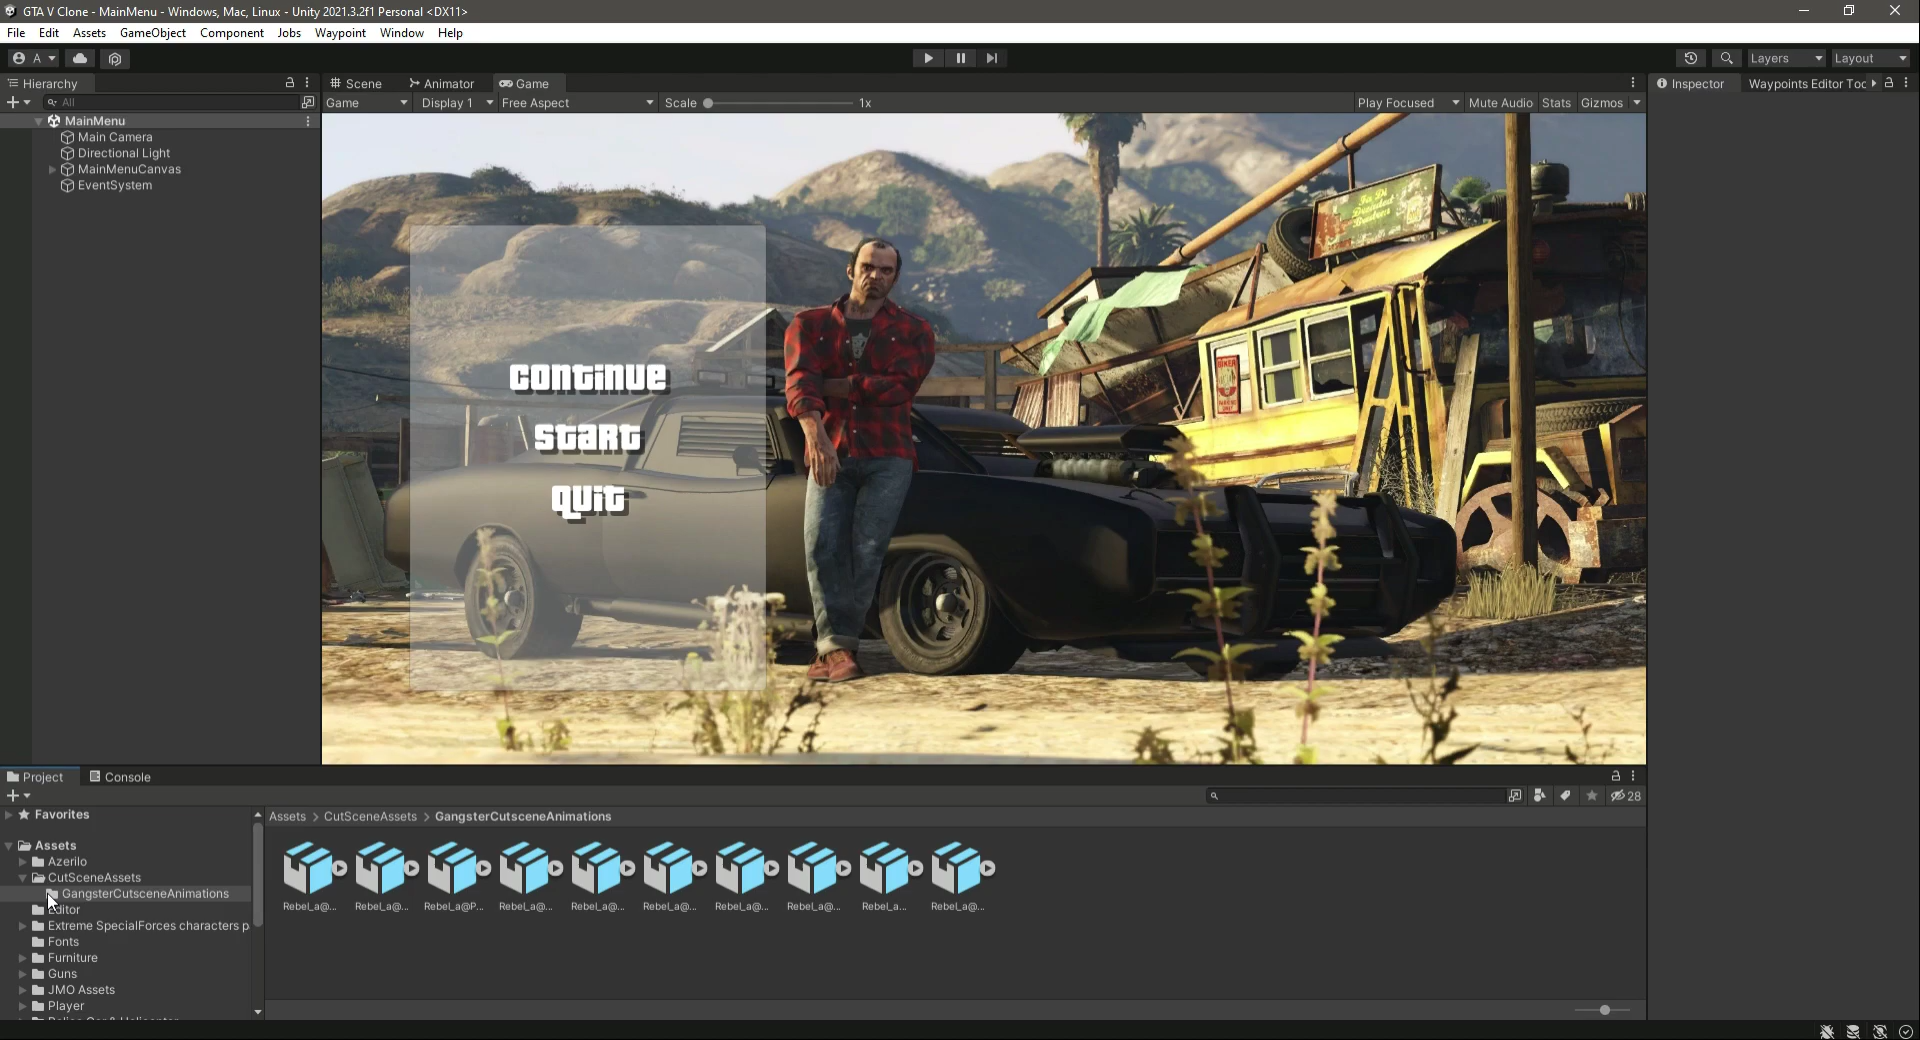 GTA V Clone - MainMenu - Windows, Mac, Linux - Unity 2021.3.2f1 Personal <DX11>
File Edit Assets GameObject Component Jobs Waypoint Window Help
A Layers Layout
Hierarchy Scene Animator Game Inspector Waypoints Editor Toc
All Game Display 1 Free Aspect Scale 1x Play Focused Mute Audio Stats Gizmos
MainMenu
Main Camera
Directional Light
MainMenuCanvas
EventSystem
continue
start
quit
Project Console
28
Favorites
Assets > CutSceneAssets > GangsterCutsceneAnimations
Assets
Azerilo
CutSceneAssets
GangsterCutsceneAnimations
Editor
Extreme SpecialForces characters p
Fonts
Furniture
Guns
JMO Assets
Player
Rebel_a@... Rebel_a@... Rebel_a@P... Rebel_a@... Rebel_a@... Rebel_a@... Rebel_a@... Rebel_a@... Rebel_a... Rebel_a@...